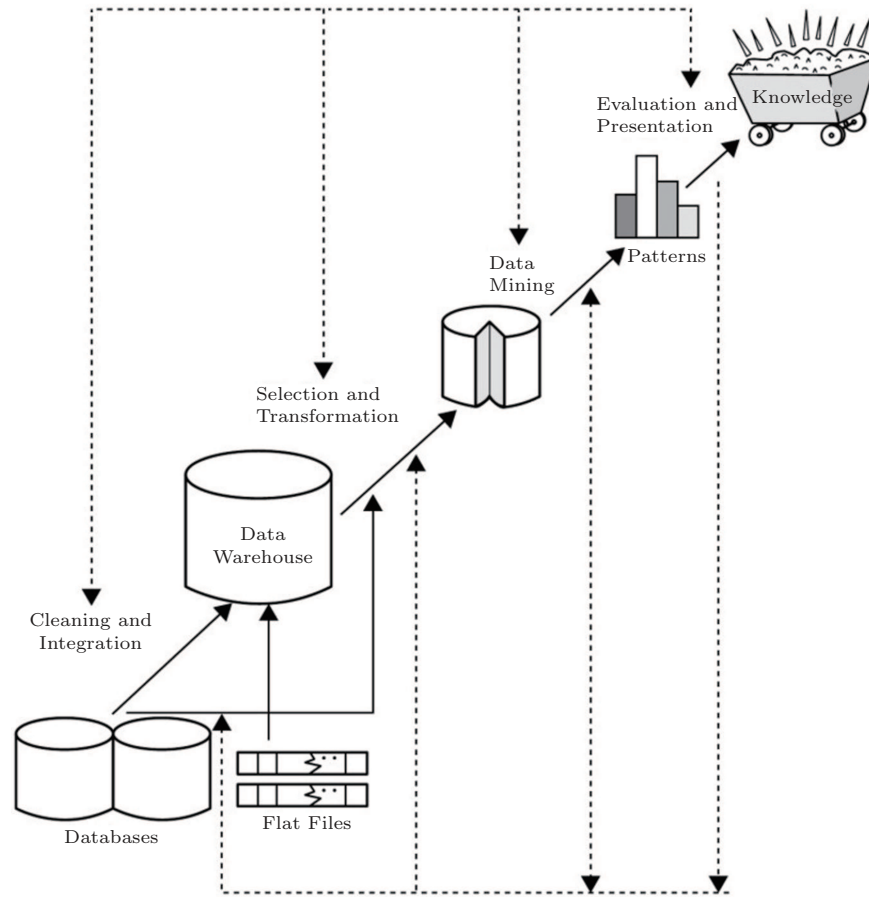 Knowledge
Evaluation and
Presentation
Patterns
Data
Mining
Selection and
Transformation
Data
Warehouse
Cleaning and
Integration
Databases
Flat Files